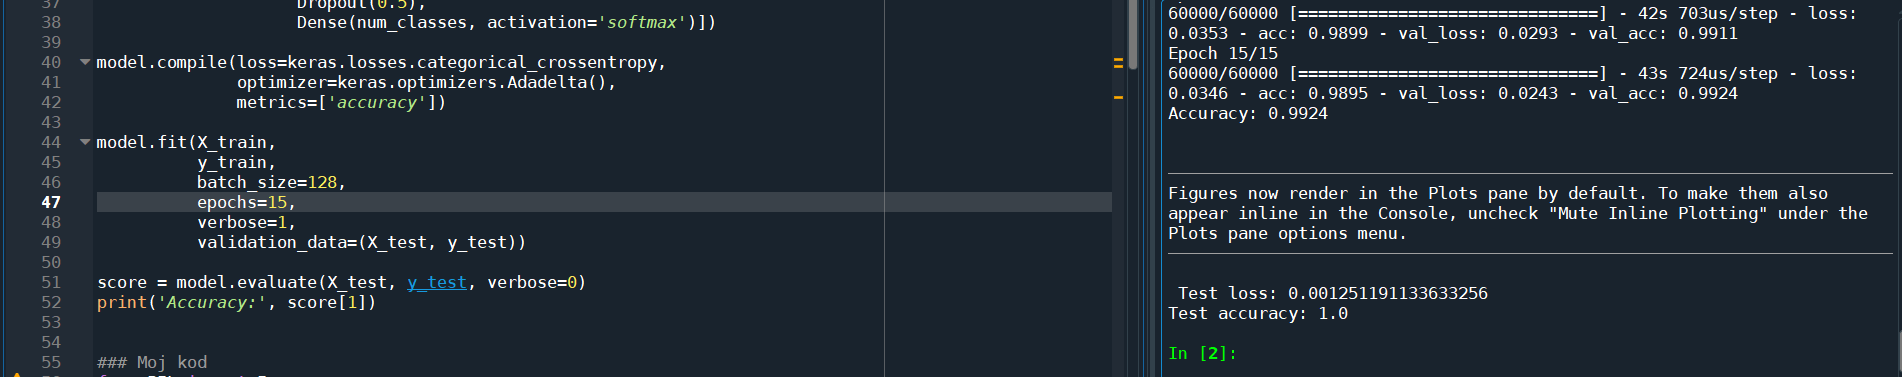 37 Dropout(0.5),
38 Dense(num_classes, activation='softmax')])
39
40 model.compile(loss=keras.losses.categorical_crossentropy,
41 optimizer=keras.optimizers.Adadelta(),
42 metrics=['accuracy'])
43
44 model.fit(X_train,
45 y_train,
46 batch_size=128,
47 epochs=15,
48 verbose=1,
49 validation_data=(X_test, y_test))
50
51 score = model.evaluate(X_test, y_test, verbose=0)
52 print('Accuracy:', score[1])
53
54
55 ### Moj kod
60000/60000 [==============================] - 42s 703us/step - loss:
0.0353 - acc: 0.9899 - val_loss: 0.0293 - val_acc: 0.9911
Epoch 15/15
60000/60000 [==============================] - 43s 724us/step - loss:
0.0346 - acc: 0.9895 - val_loss: 0.0243 - val_acc: 0.9924
Accuracy: 0.9924
Figures now render in the Plots pane by default. To make them also
appear inline in the Console, uncheck "Mute Inline Plotting" under the
Plots pane options menu.
Test loss: 0.001251191133633256
Test accuracy: 1.0
In [2]: